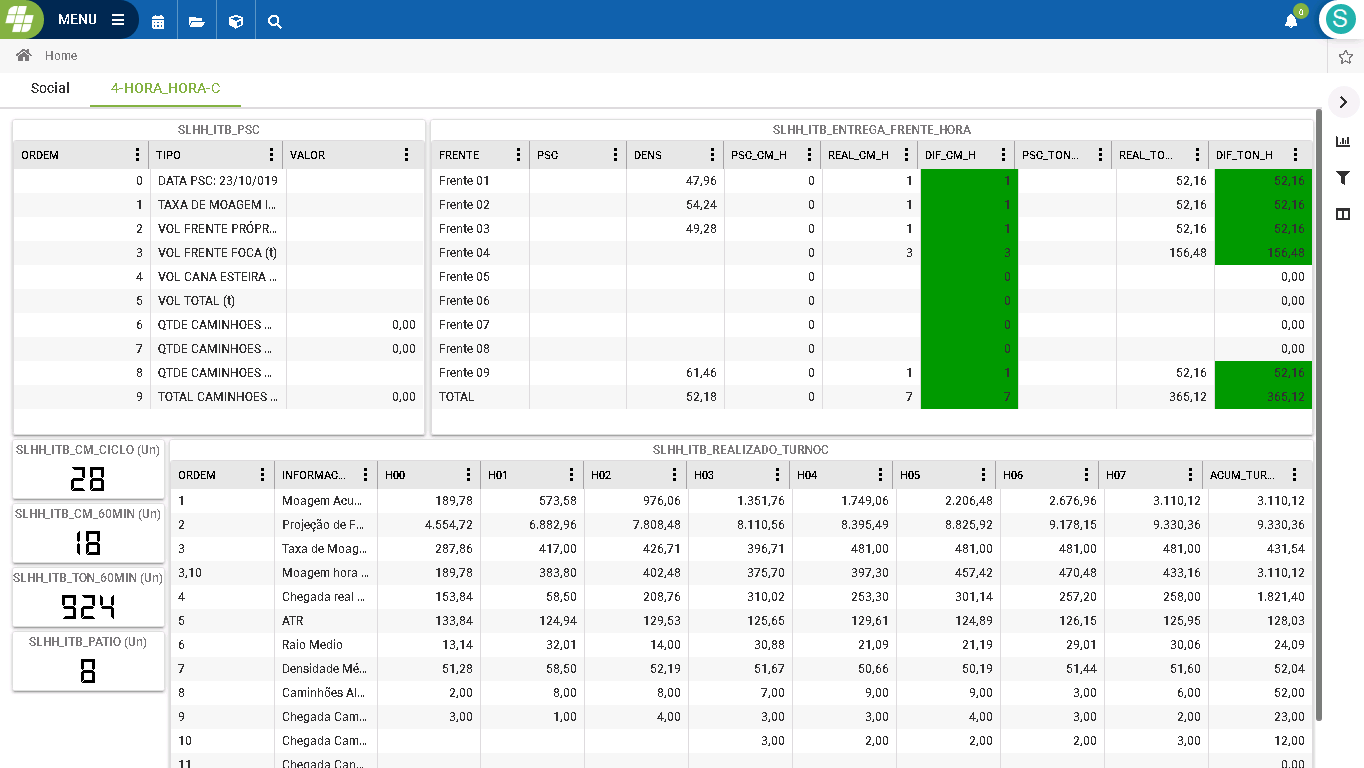 MENU
0
S
Home
Social 4-HORA_HORA-C
SLHH_ITB_PSC
ORDEM TIPO VALOR
0 DATA PSC: 23/10/019
1 TAXA DE MOAGEM I...
2 VOL FRENTE PRÓPR...
3 VOL FRENTE FOCA (t)
4 VOL CANA ESTEIRA ...
5 VOL TOTAL (t)
6 QTDE CAMINHOES ... 0,00
7 QTDE CAMINHOES ... 0,00
8 QTDE CAMINHOES ...
9 TOTAL CAMINHOES ... 0,00
SLHH_ITB_ENTREGA_FRENTE_HORA
FRENTE PSC DENS PSC_CM_H REAL_CM_H DIF_CM_H PSC_TON... REAL_TO... DIF_TON_H
Frente 01 47,96 0 1 1 52,16 52,16
Frente 02 54,24 0 1 1 52,16 52,16
Frente 03 49,28 0 1 1 52,16 52,16
Frente 04 0 3 3 156,48 156,48
Frente 05 0 0 0,00
Frente 06 0 0 0,00
Frente 07 0 0 0,00
Frente 08 0 0 0,00
Frente 09 61,46 0 1 1 52,16 52,16
TOTAL 52,18 0 7 7 365,12 365,12
SLHH_ITB_CM_CICLO (Un)
28
SLHH_ITB_CM_60MIN (Un)
18
SLHH_ITB_TON_60MIN (Un)
924
SLHH_ITB_PATIO (Un)
8
SLHH_ITB_REALIZADO_TURNOC
ORDEM INFORMAC... H00 H01 H02 H03 H04 H05 H06 H07 ACUM_TUR...
1 Moagem Acu... 189,78 573,58 976,06 1.351,76 1.749,06 2.206,48 2.676,96 3.110,12 3.110,12
2 Projeção de F... 4.554,72 6.882,96 7.808,48 8.110,56 8.395,49 8.825,92 9.178,15 9.330,36 9.330,36
3 Taxa de Moag... 287,86 417,00 426,71 396,71 481,00 481,00 481,00 481,00 431,54
3,10 Moagem hora ... 189,78 383,80 402,48 375,70 397,30 457,42 470,48 433,16 3.110,12
4 Chegada real ... 153,84 58,50 208,76 310,02 253,30 301,14 257,20 258,00 1.821,40
5 ATR 133,84 124,94 129,53 125,65 129,61 124,89 126,15 125,95 128,03
6 Raio Medio 13,14 32,01 14,00 30,88 21,09 21,19 29,01 30,06 24,09
7 Densidade Mé... 51,28 58,50 52,19 51,67 50,66 50,19 51,44 51,60 52,04
8 Caminhões Al... 2,00 8,00 8,00 7,00 9,00 9,00 3,00 6,00 52,00
9 Chegada Cam... 3,00 1,00 4,00 3,00 3,00 4,00 3,00 2,00 23,00
10 Chegada Cam... 3,00 2,00 2,00 2,00 3,00 12,00
11 Chegada Can... 0,00